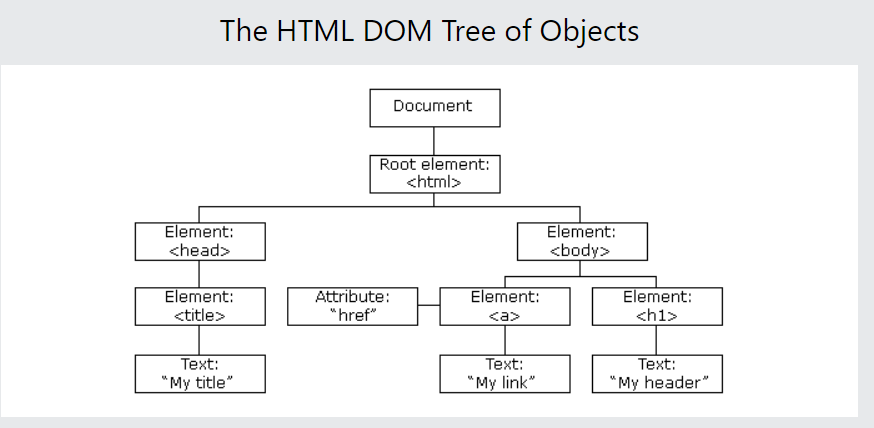 The HTML DOM Tree of Objects
Document
Root element:
<html>
Element:
<head>
Element:
<body>
Element:
<title>
Attribute:
“href”
Element:
<a>
Element:
<h1>
Text:
“My title”
Text:
“My link”
Text:
“My header”